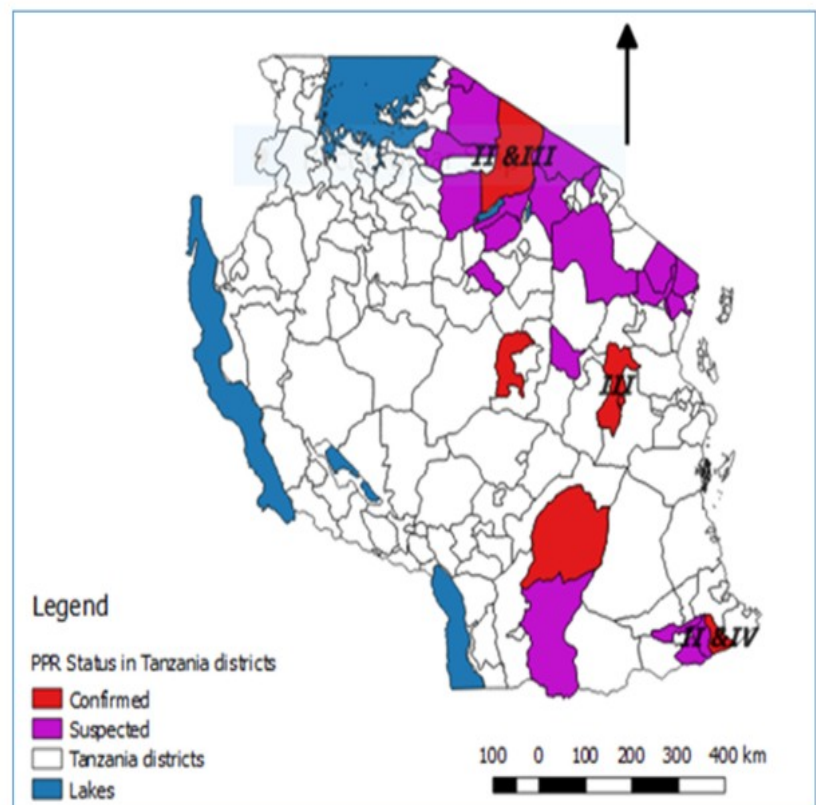 II &III
III
II &IV
Legend
PPR Status in Tanzania districts
Confirmed
Suspected
Tanzania districts
Lakes
100 0 100 200 300 400 km